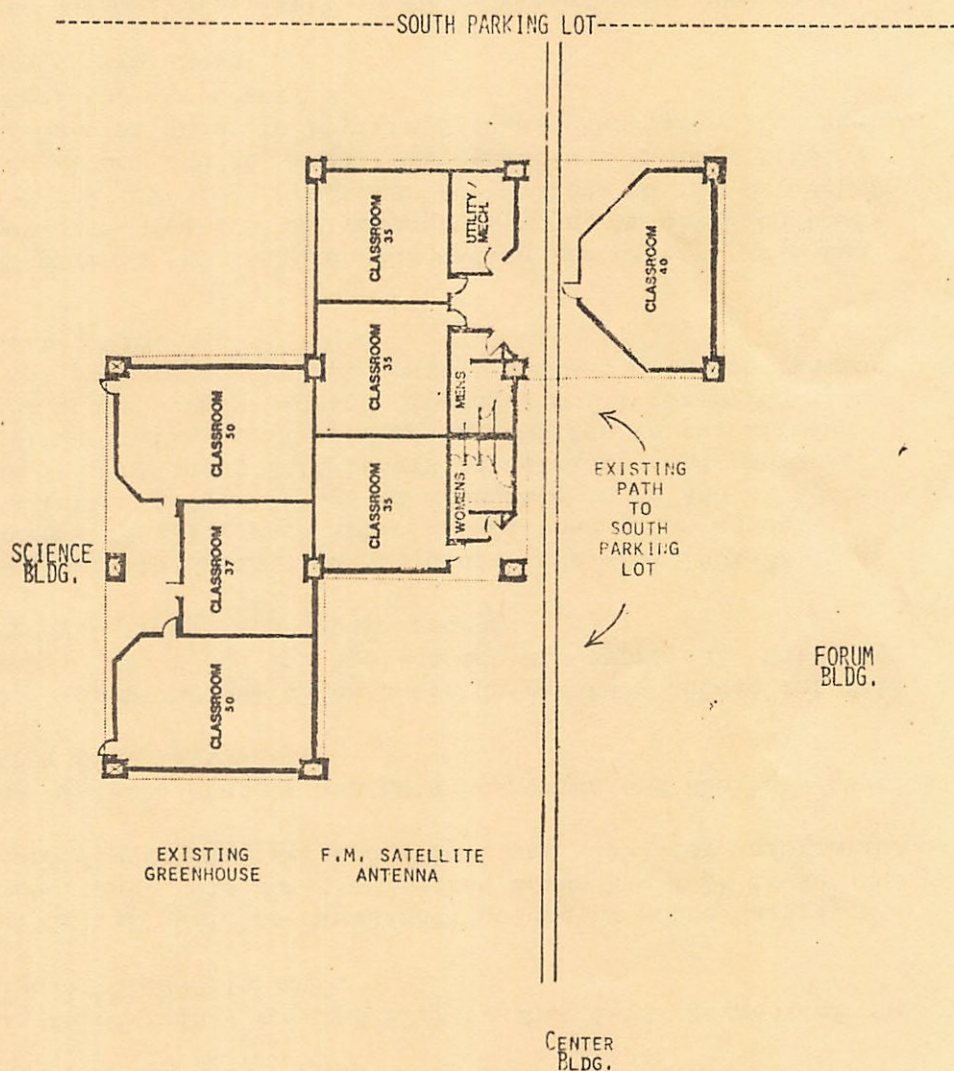 SOUTH PARKING LOT
CLASSROOM
35
UTILITY /
MECH.
CLASSROOM
40
CLASSROOM
35
MENS
CLASSROOM
50
CLASSROOM
35
WOMENS
EXISTING
PATH
TO
SOUTH
PARKING
LOT
SCIENCE
BLDG.
CLASSROOM
37
CLASSROOM
50
FORUM
BLDG.
EXISTING
GREENHOUSE
F.M. SATELLITE
ANTENNA
CENTER
BLDG.